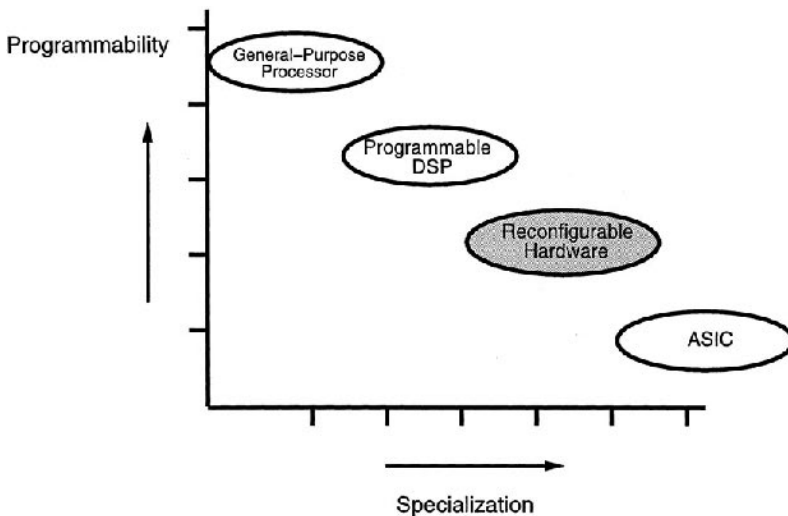 Programmability
General-Purpose
Processor
Programmable
DSP
Reconfigurable
Hardware
ASIC
Specialization